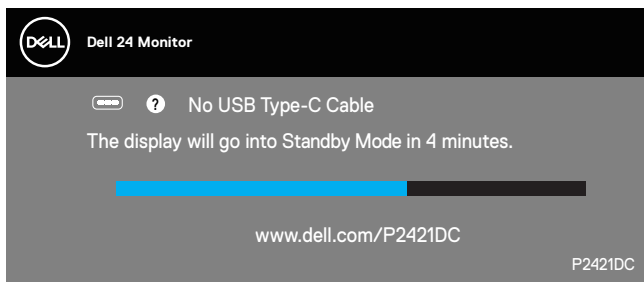 DELL
Dell 24 Monitor
No USB Type-C Cable
The display will go into Standby Mode in 4 minutes.
www.dell.com/P2421DC
P2421DC